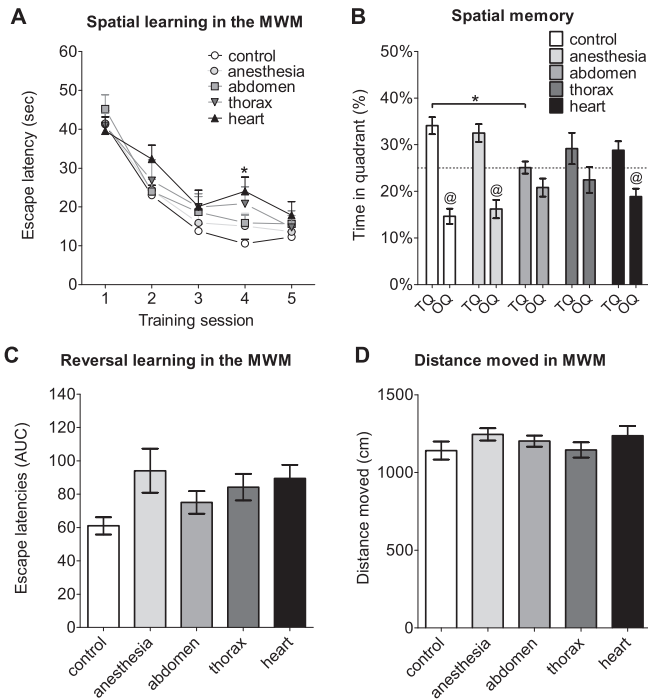 A
Spatial learning in the MWM
60
50
40
30
20
10
0
Escape latency (sec)
control
anesthesia
abdomen
thorax
heart
*
1 2 3 4 5
Training session
B
Spatial memory
50%
40%
30%
20%
10%
0%
Time in quadrant (%)
control
anesthesia
abdomen
thorax
heart
*
@ @ @
TQ OQ TQ OQ TQ OQ TQ OQ TQ OQ
C
Reversal learning in the MWM
140
120
100
80
60
40
20
0
Escape latencies (AUC)
control anesthesia abdomen thorax heart
D
Distance moved in MWM
1500
1000
500
0
Distance moved (cm)
control anesthesia abdomen thorax heart